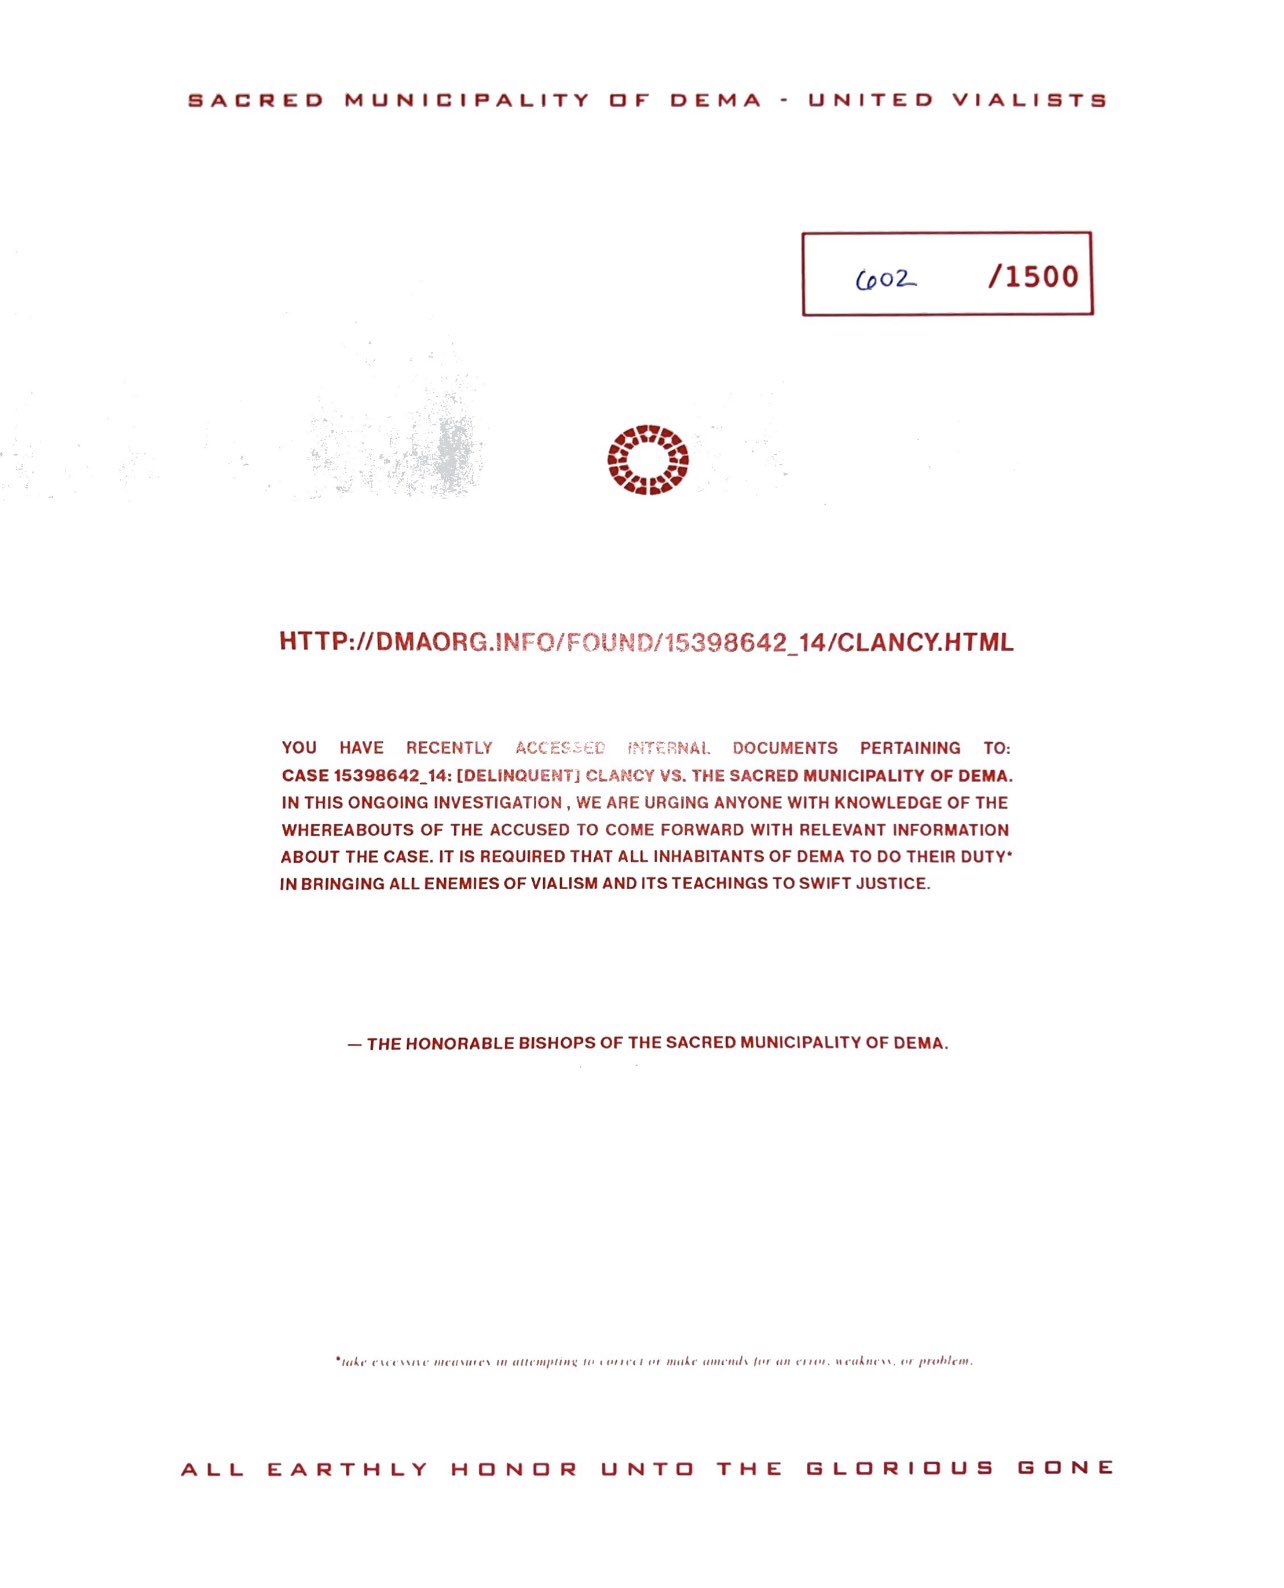 SACRED MUNICIPALITY OF DEMA - UNITED VIALISTS
602 /1500
HTTP://DMAORG.INFO/FOUND/15398642_14/CLANCY.HTML
YOU HAVE RECENTLY ACCESSED INTERNAL DOCUMENTS PERTAINING TO:
CASE 15398642_14: [DELINQUENT] CLANCY VS. THE SACRED MUNICIPALITY OF DEMA.
IN THIS ONGOING INVESTIGATION , WE ARE URGING ANYONE WITH KNOWLEDGE OF THE
WHEREABOUTS OF THE ACCUSED TO COME FORWARD WITH RELEVANT INFORMATION
ABOUT THE CASE. IT IS REQUIRED THAT ALL INHABITANTS OF DEMA TO DO THEIR DUTY*
IN BRINGING ALL ENEMIES OF VIALISM AND ITS TEACHINGS TO SWIFT JUSTICE.
— THE HONORABLE BISHOPS OF THE SACRED MUNICIPALITY OF DEMA.
*take excessive measures in attempting to correct or make amends for an error, weakness, or problem.
ALL EARTHLY HONOR UNTO THE GLORIOUS GONE